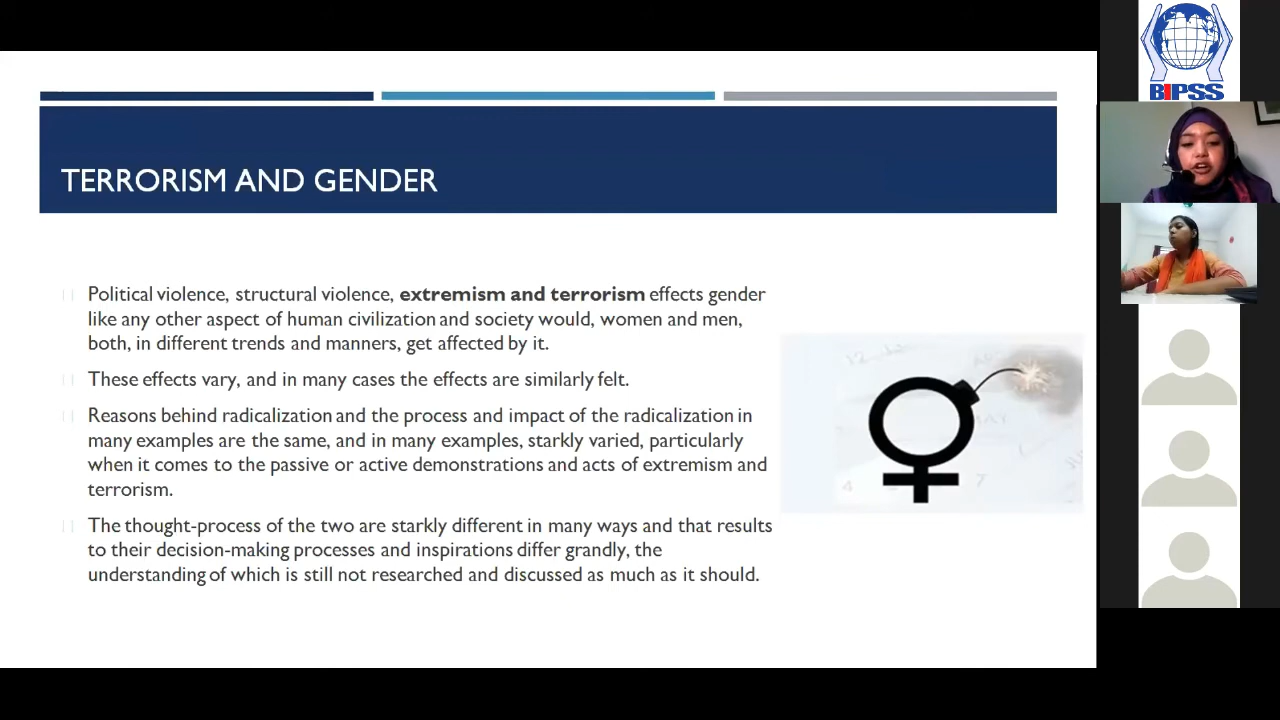 TERRORISM AND GENDER
Political violence, structural violence, extremism and terrorism effects gender
like any other aspect of human civilization and society would, women and men,
both, in different trends and manners, get affected by it.
These effects vary, and in many cases the effects are similarly felt.
Reasons behind radicalization and the process and impact of the radicalization in
many examples are the same, and in many examples, starkly varied, particularly
when it comes to the passive or active demonstrations and acts of extremism and
terrorism.
The thought-process of the two are starkly different in many ways and that results
to their decision-making processes and inspirations differ grandly, the
understanding of which is still not researched and discussed as much as it should.
BIPSS